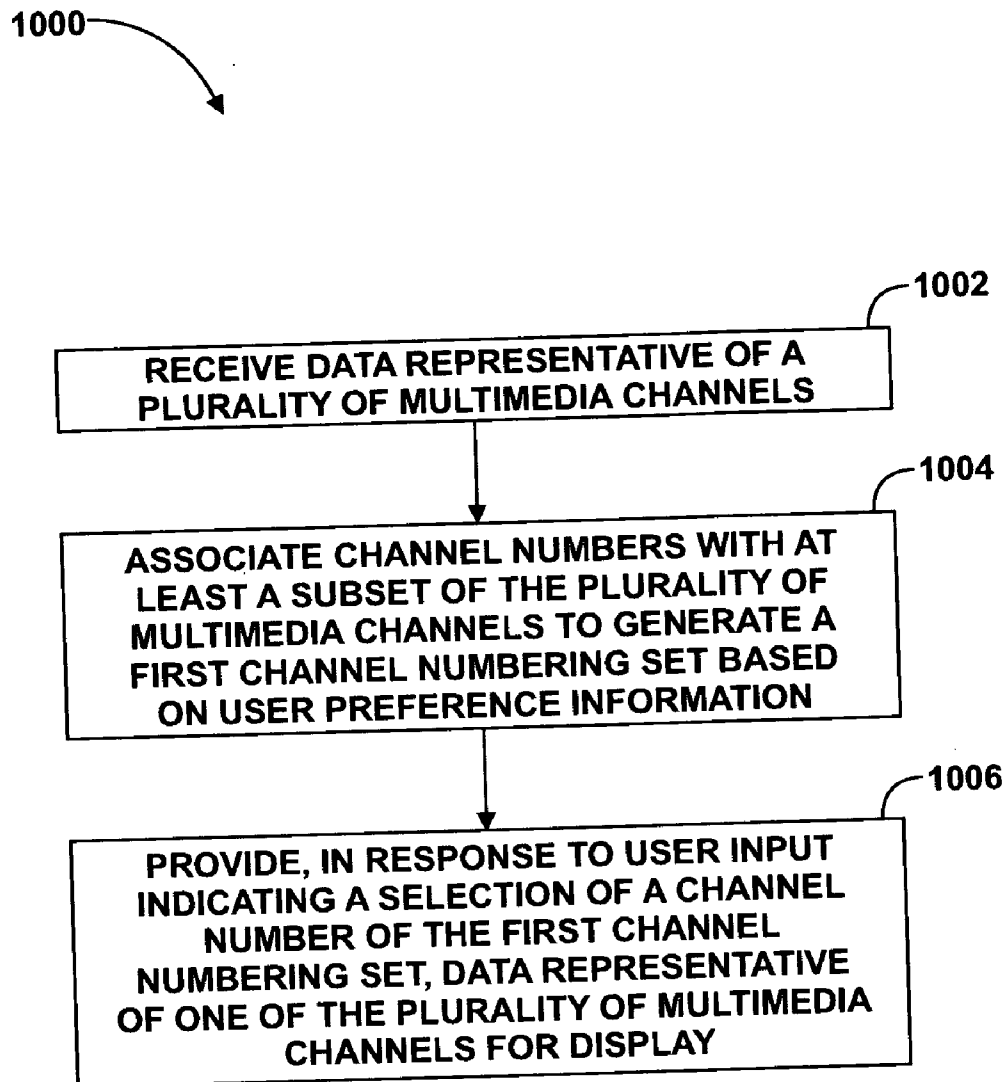 1000
1002
RECEIVE DATA REPRESENTATIVE OF A
PLURALITY OF MULTIMEDIA CHANNELS
1004
ASSOCIATE CHANNEL NUMBERS WITH AT
LEAST A SUBSET OF THE PLURALITY OF
MULTIMEDIA CHANNELS TO GENERATE A
FIRST CHANNEL NUMBERING SET BASED
ON USER PREFERENCE INFORMATION
1006
PROVIDE, IN RESPONSE TO USER INPUT
INDICATING A SELECTION OF A CHANNEL
NUMBER OF THE FIRST CHANNEL
NUMBERING SET, DATA REPRESENTATIVE
OF ONE OF THE PLURALITY OF MULTIMEDIA
CHANNELS FOR DISPLAY